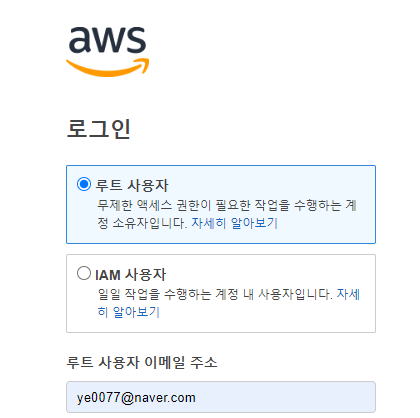 aws
로그인
루트 사용자
무제한 액세스 권한이 필요한 작업을 수행하는 계
정 소유자입니다. 자세히 알아보기
IAM 사용자
일일 작업을 수행하는 계정 내 사용자입니다. 자세
히 알아보기
루트 사용자 이메일 주소
ye0077@naver.com